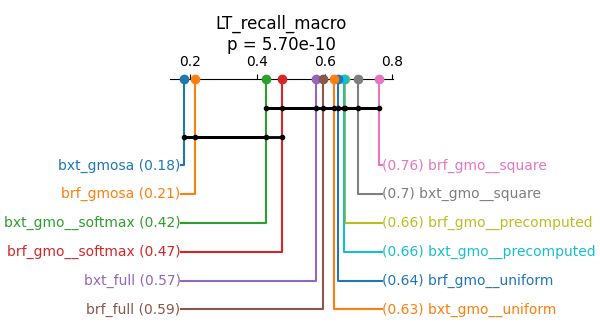 LT_recall_macro
p = 5.70e-10
0.2 0.4 0.6 0.8
bxt_gmosa (0.18)
(0.76) brf_gmo__square
brf_gmosa (0.21)
(0.7) bxt_gmo__square
bxt_gmo__softmax (0.42)
(0.66) brf_gmo__precomputed
brf_gmo__softmax (0.47)
(0.66) bxt_gmo__precomputed
bxt_full (0.57)
(0.64) brf_gmo__uniform
brf_full (0.59)
(0.63) bxt_gmo__uniform